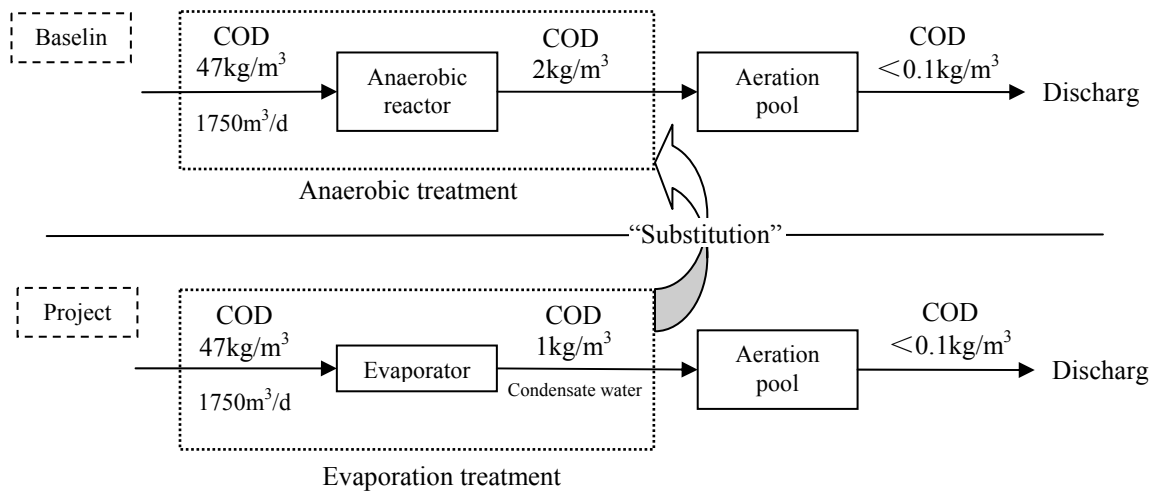 Baselin
COD
47kg/m³
1750m³/d
Anaerobic
reactor
COD
2kg/m³
Aeration
pool
COD
＜0.1kg/m³
Discharg
Anaerobic treatment
“Substitution”
Project
COD
47kg/m³
1750m³/d
Evaporator
COD
1kg/m³
Condensate water
Aeration
pool
COD
＜0.1kg/m³
Discharg
Evaporation treatment